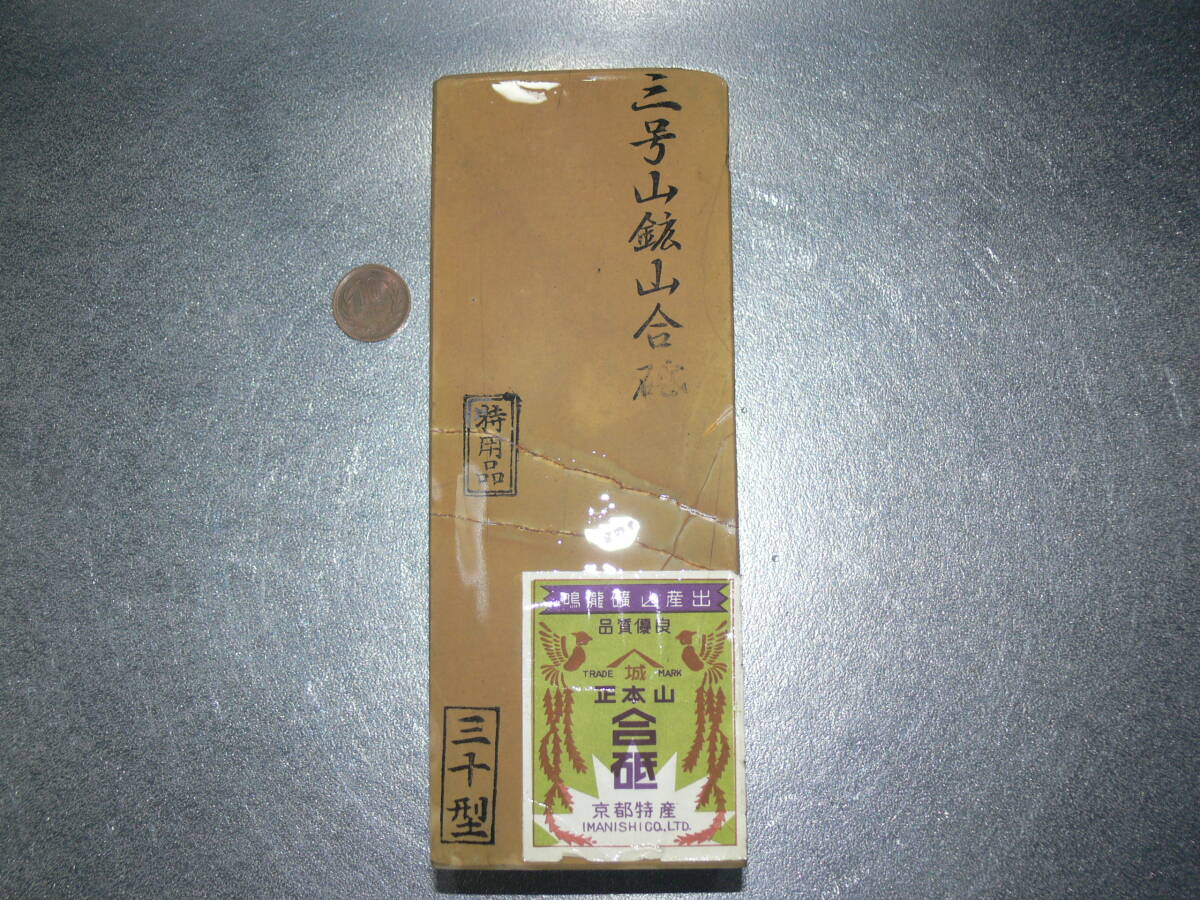 三号山鉱山合砥
特用品
三十型
鳴瀧礦山産出
品質優良
TRADE 城 MARK
正本山
合砥
京都特産
IMANISHI CO., LTD.